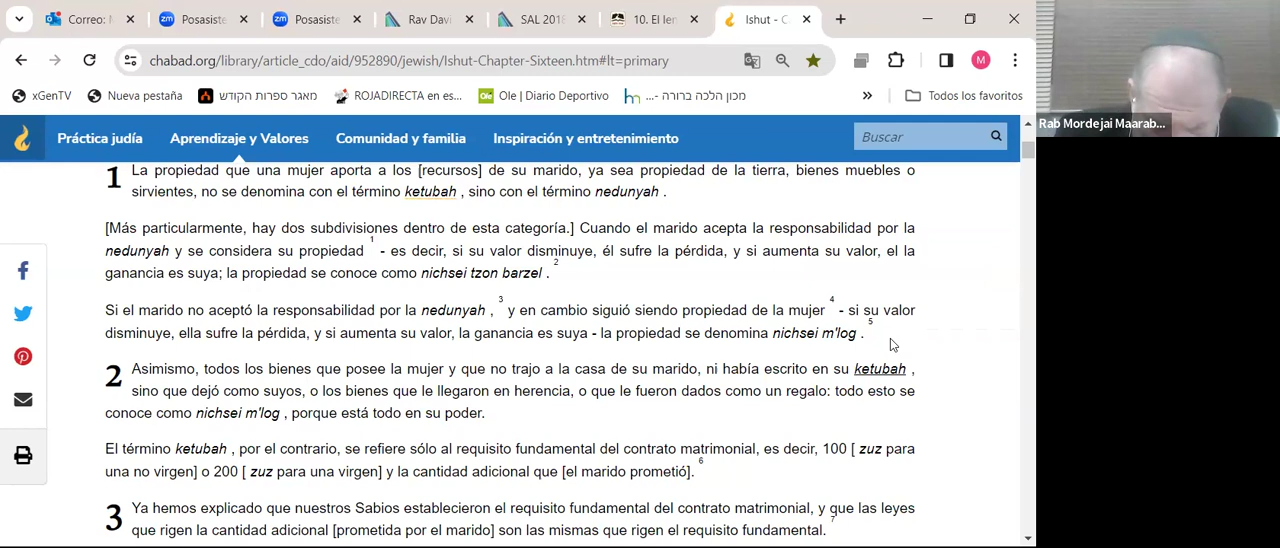 Correo: Posasiste Posasiste Rav Davi SAL 2018 10. El len Ishut - C
chabad.org/library/article_cdo/aid/952890/jewish/Ishut-Chapter-Sixteen.htm#lt=primary M
xGenTV Nueva pestaña מאגר ספרות הקודש ROJADIRECTA en es... Ole | Diario Deportivo מכון הלכה ברורה -... » Todos los favoritos
Práctica judía Aprendizaje y Valores Comunidad y familia Inspiración y entretenimiento Buscar
Rab Mordejai Maarab...
1 La propiedad que una mujer aporta a los [recursos] de su marido, ya sea propiedad de la tierra, bienes muebles o
sirvientes, no se denomina con el término ketubah , sino con el término nedunyah .
[Más particularmente, hay dos subdivisiones dentro de esta categoría.] Cuando el marido acepta la responsabilidad por la
nedunyah y se considera su propiedad 1 - es decir, si su valor disminuye, él sufre la pérdida, y si aumenta su valor, el la
ganancia es suya; la propiedad se conoce como nichsei tzon barzel . 2
Si el marido no aceptó la responsabilidad por la nedunyah , 3 y en cambio siguió siendo propiedad de la mujer 4 - si su valor
disminuye, ella sufre la pérdida, y si aumenta su valor, la ganancia es suya - la propiedad se denomina nichsei m'log . 5
2 Asimismo, todos los bienes que posee la mujer y que no trajo a la casa de su marido, ni había escrito en su ketubah ,
sino que dejó como suyos, o los bienes que le llegaron en herencia, o que le fueron dados como un regalo: todo esto se
conoce como nichsei m'log , porque está todo en su poder.
El término ketubah , por el contrario, se refiere sólo al requisito fundamental del contrato matrimonial, es decir, 100 [ zuz para
una no virgen] o 200 [ zuz para una virgen] y la cantidad adicional que [el marido prometió]. 6
3 Ya hemos explicado que nuestros Sabios establecieron el requisito fundamental del contrato matrimonial, y que las leyes
que rigen la cantidad adicional [prometida por el marido] son las mismas que rigen el requisito fundamental. 7